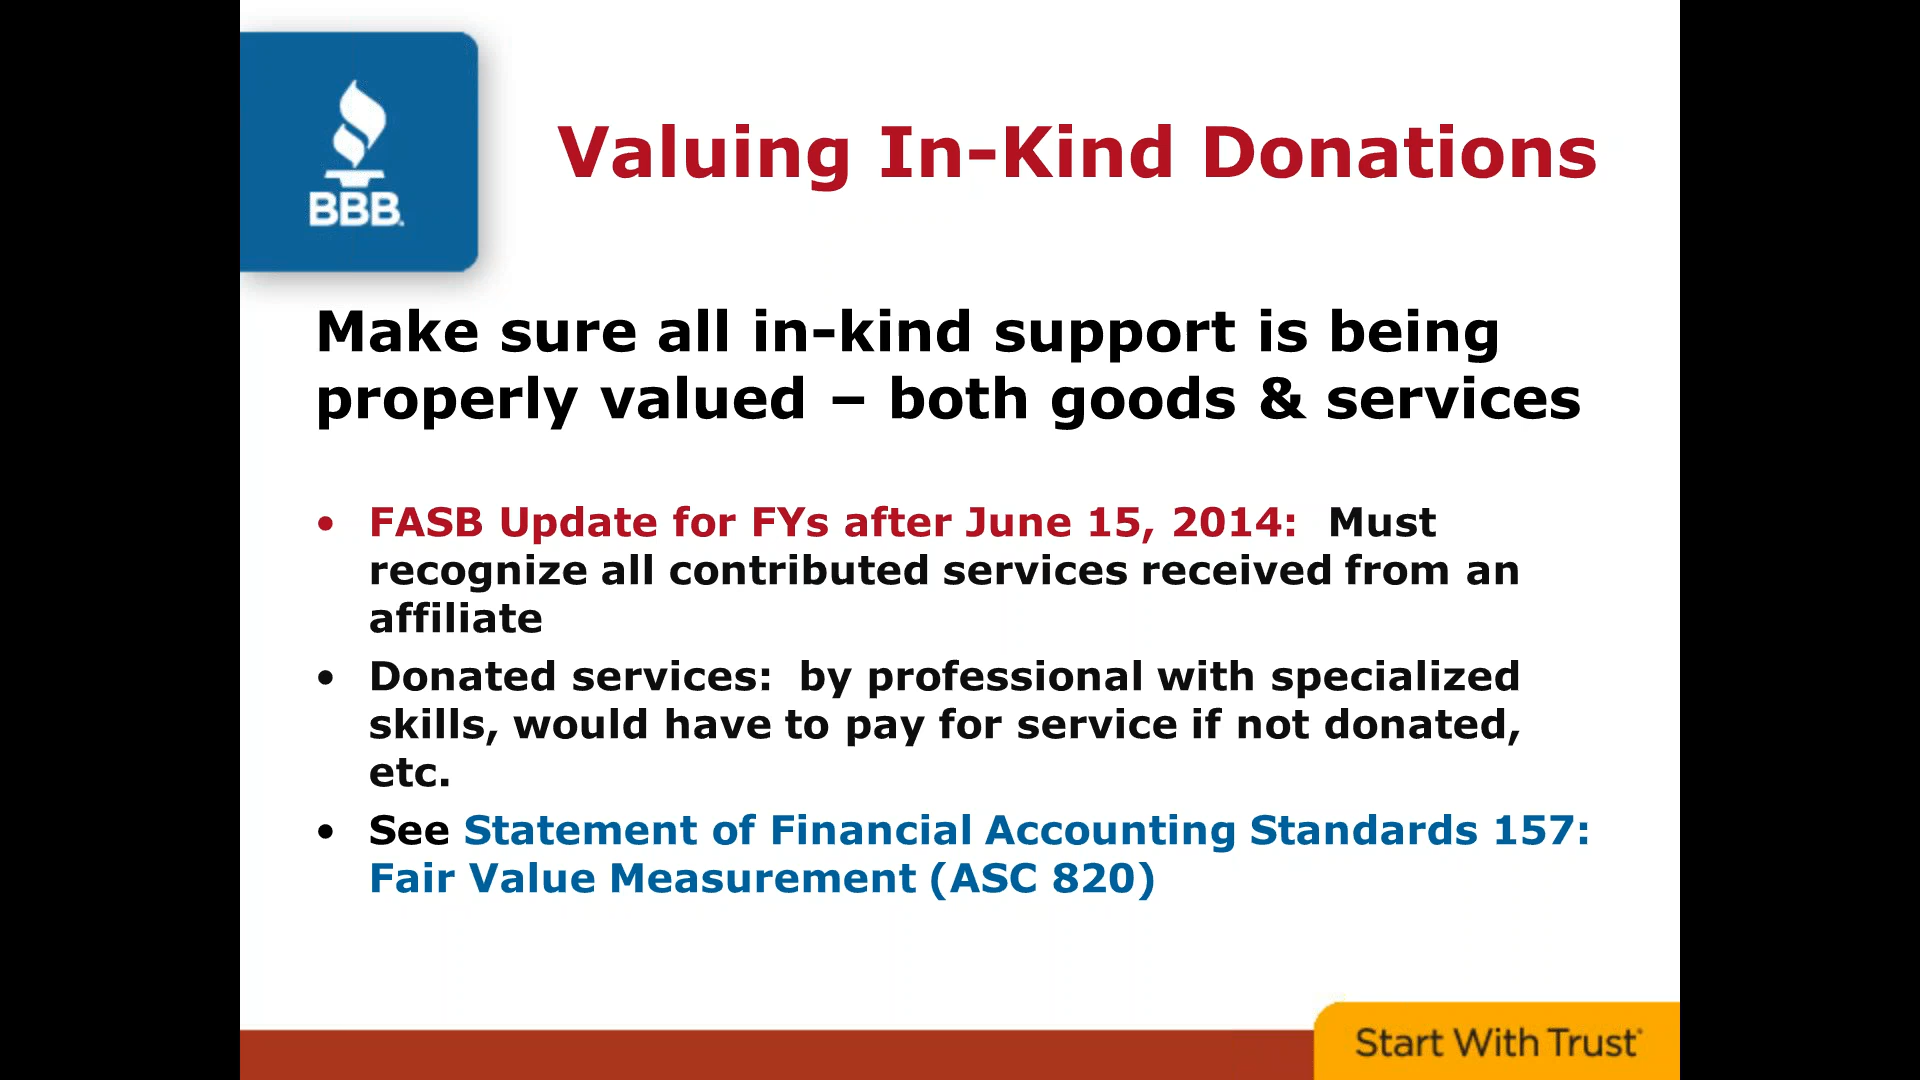 BBB.
Valuing In-Kind Donations
Make sure all in-kind support is being
properly valued – both goods & services
• FASB Update for FYs after June 15, 2014: Must
recognize all contributed services received from an
affiliate
• Donated services: by professional with specialized
skills, would have to pay for service if not donated,
etc.
• See Statement of Financial Accounting Standards 157:
Fair Value Measurement (ASC 820)
Start With Trust